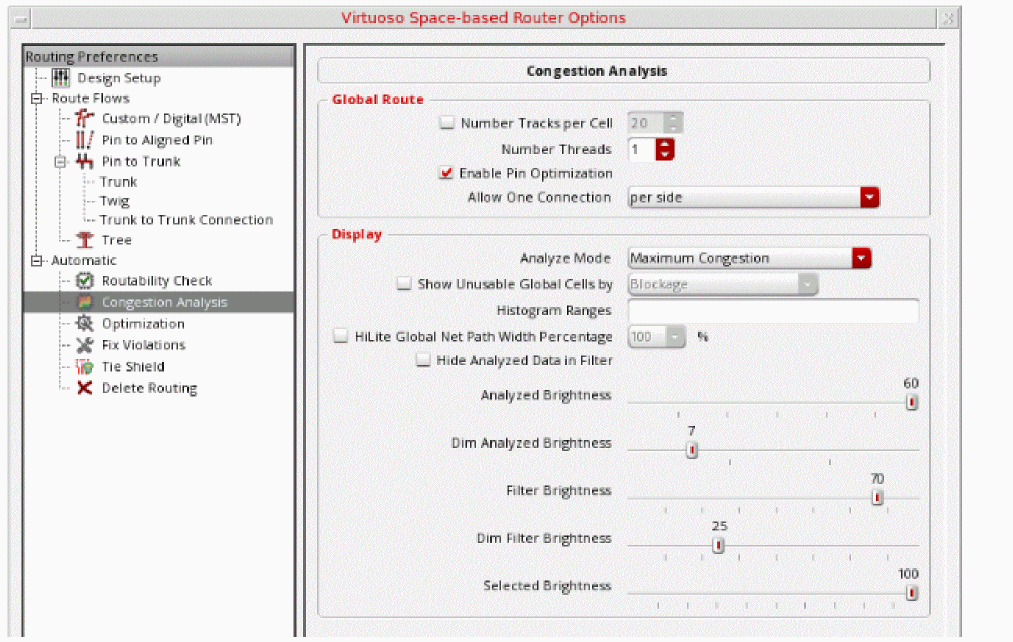 Virtuoso Space-based Router Options
Routing Preferences
Design Setup
Route Flows
Custom / Digital (MST)
Pin to Aligned Pin
Pin to Trunk
Trunk
Twig
Trunk to Trunk Connection
Tree
Automatic
Routability Check
Congestion Analysis
Optimization
Fix Violations
Tie Shield
Delete Routing
Congestion Analysis
Global Route
Number Tracks per Cell 20
Number Threads 1
Enable Pin Optimization
Allow One Connection per side
Display
Analyze Mode Maximum Congestion
Show Unusable Global Cells by Blockage
Histogram Ranges
HiLite Global Net Path Width Percentage 100 %
Hide Analyzed Data in Filter
60
Analyzed Brightness
7
Dim Analyzed Brightness
70
Filter Brightness
25
Dim Filter Brightness
100
Selected Brightness